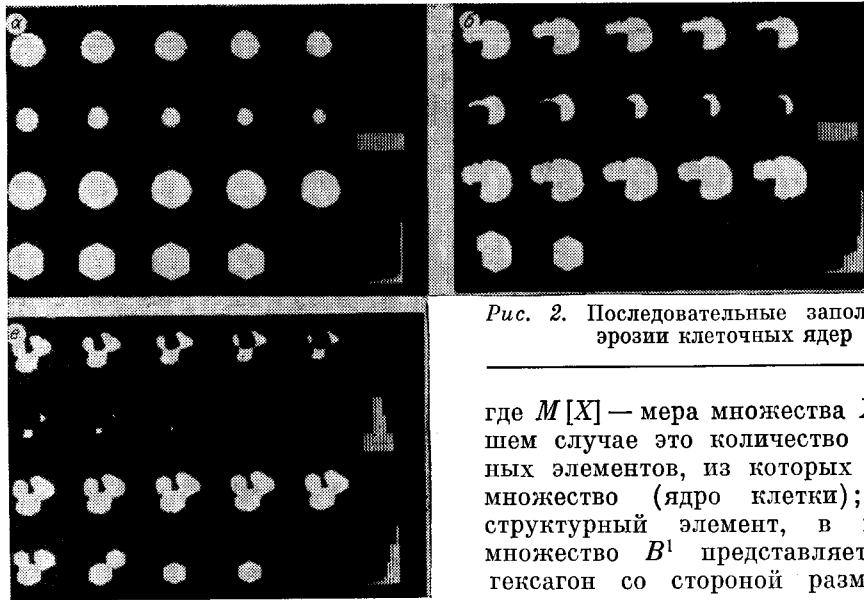 а
б
в
Рис. 2. Последовательные запол
эрозии клеточных ядер
где M [X] — мера множества
шем случае это количество
ных элементов, из которых
множество (ядро клетки);
структурный элемент, в
множество B¹ представляет
гексагон со стороной разм